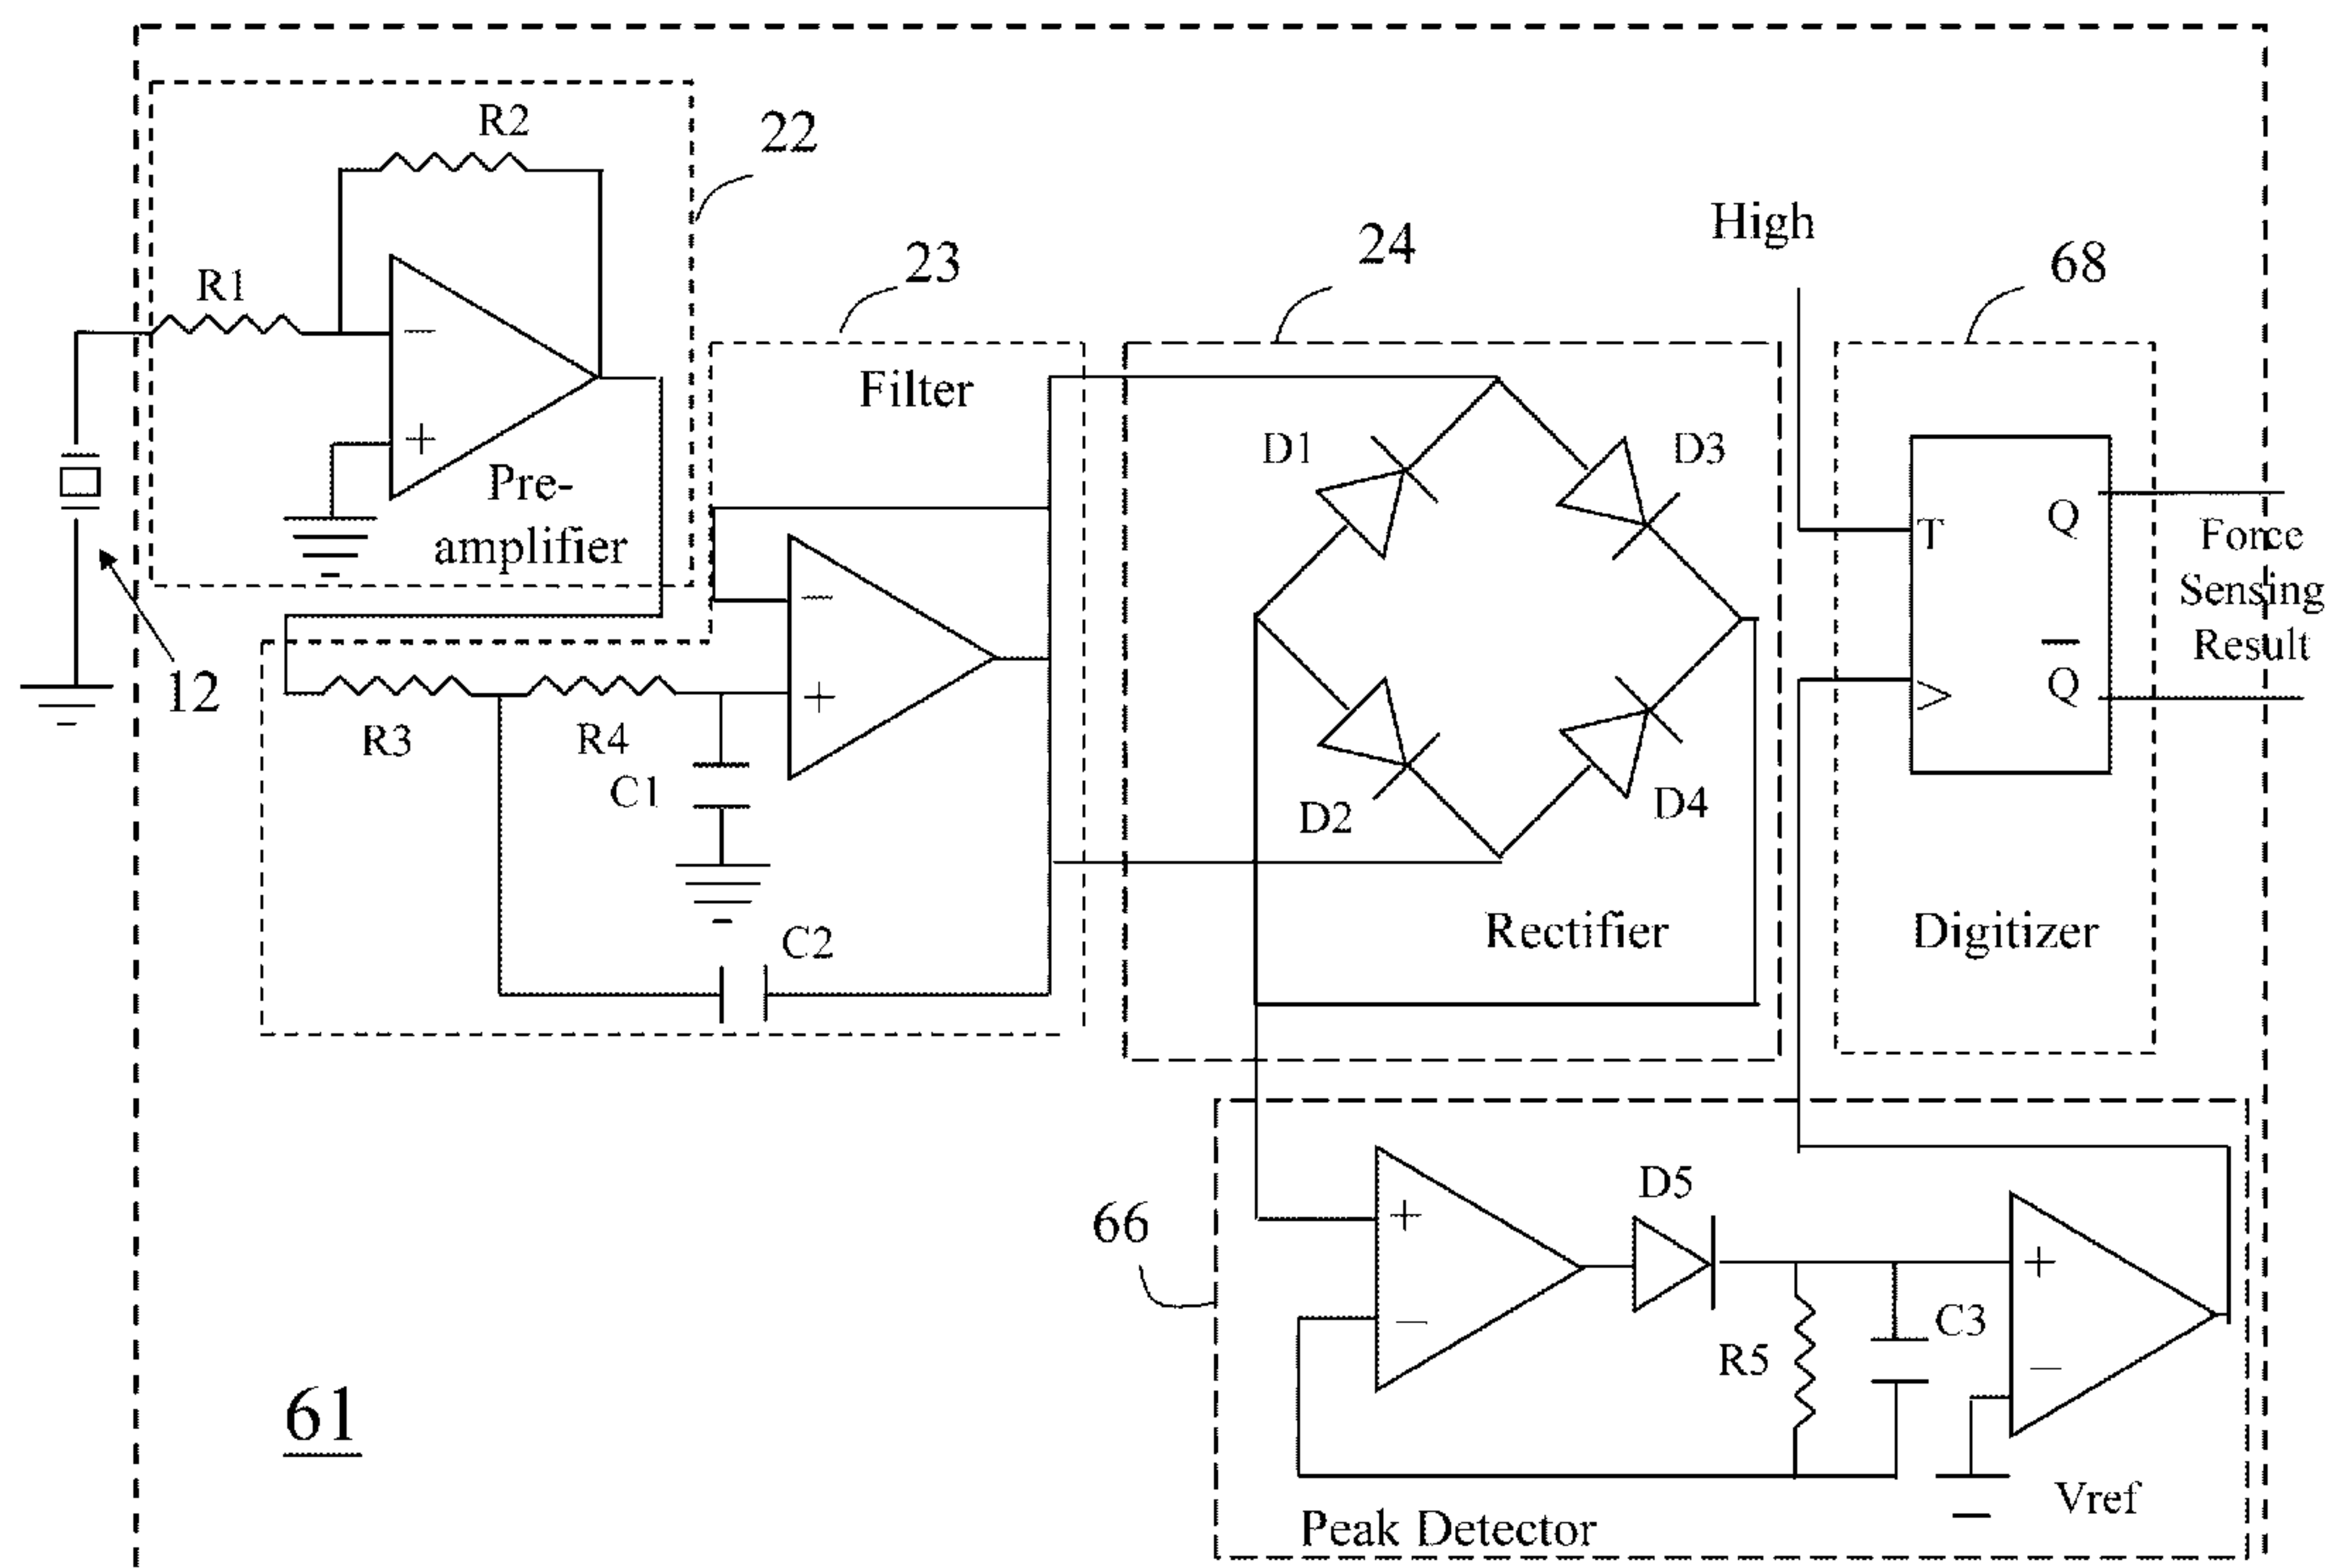 R2
22
R1
−
+
Pre-
amplifier
12
23
Filter
−
+
R3
R4
C1
C2
24
D1
D3
D2
D4
Rectifier
High
68
T
Q
>
Q̅
Digitizer
Force
Sensing
Result
66
+
−
D5
R5
C3
+
−
Vref
Peak Detector
61